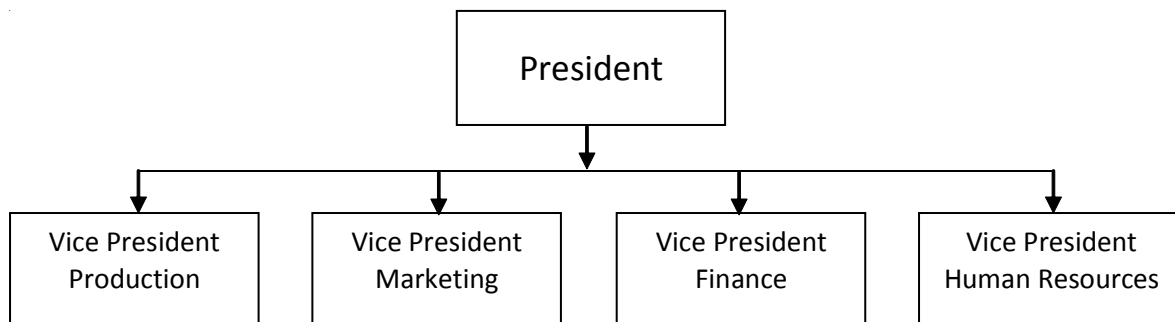 President
Vice President
Production
Vice President
Marketing
Vice President
Finance
Vice President
Human Resources